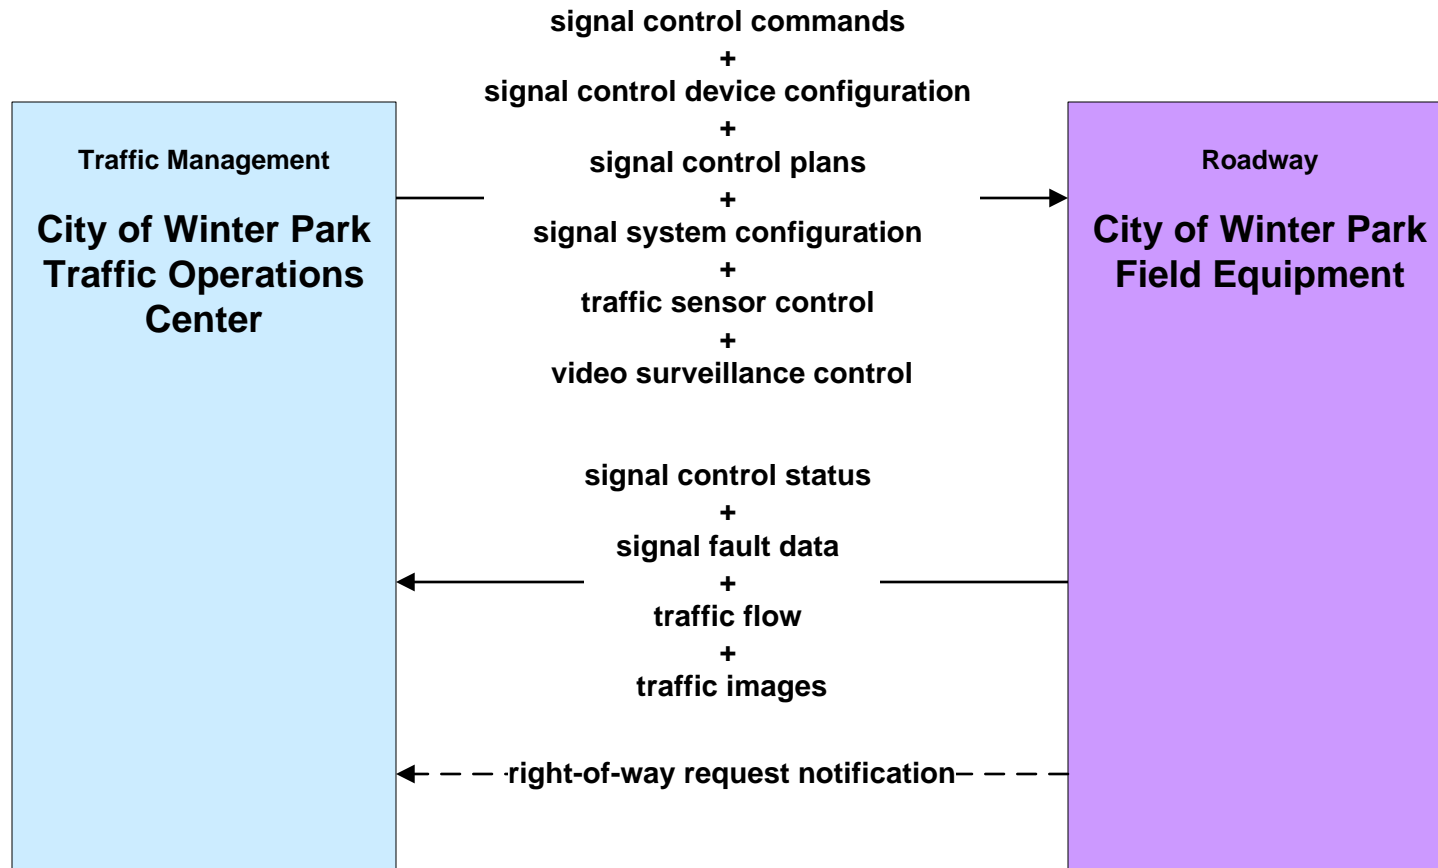 signal control commands
+
signal control device configuration
+
signal control plans
+
signal system configuration
+
traffic sensor control
+
video surveillance control
Traffic Management
City of Winter Park
Traffic Operations
Center
Roadway
City of Winter Park
Field Equipment
signal control status
+
signal fault data
+
traffic flow
+
traffic images
right-of-way request notification